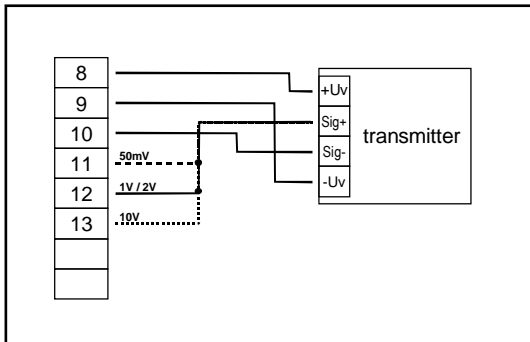 8
9
10
11
12
13
50mV
1V / 2V
10V
+Uv
Sig+
Sig-
-Uv
transmitter